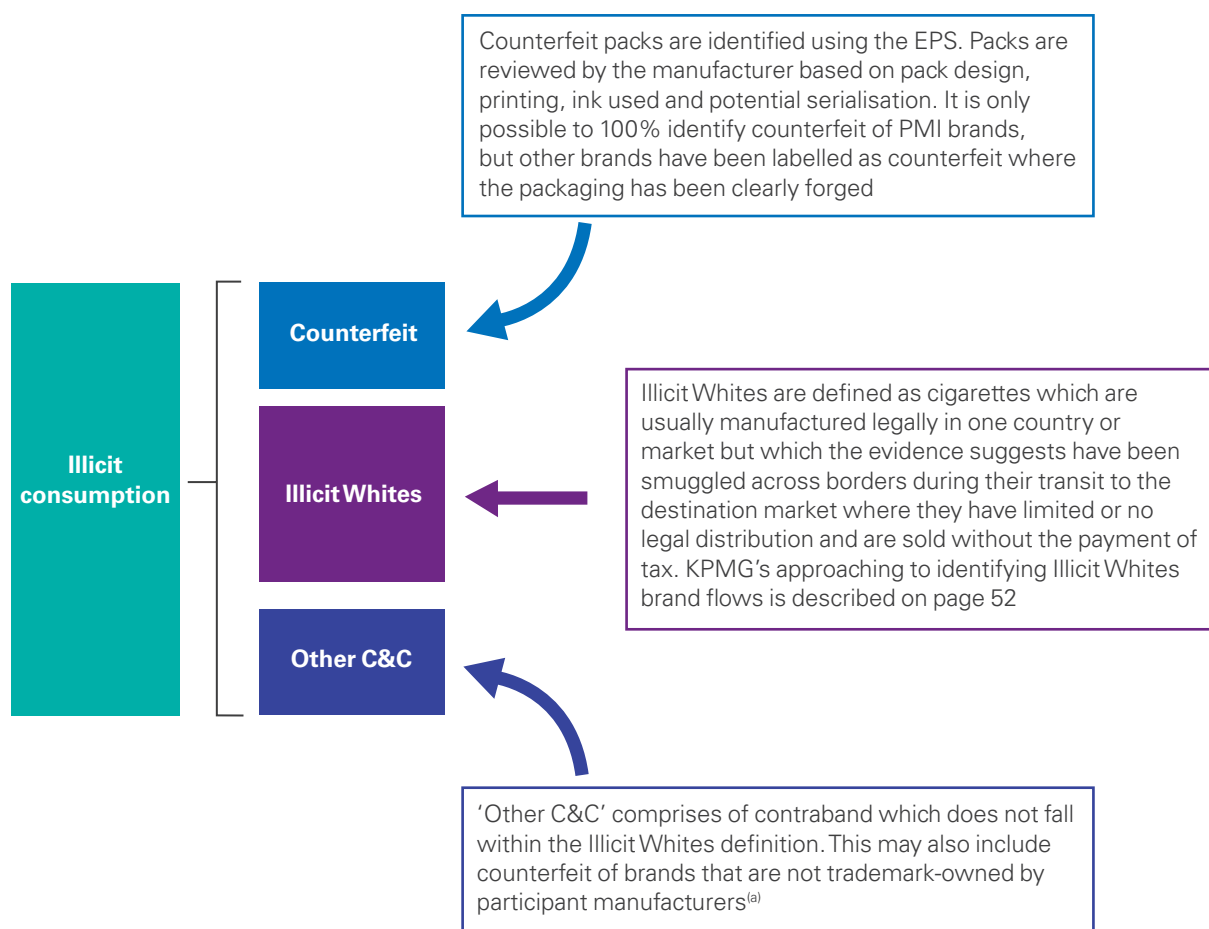 Counterfeit packs are identified using the EPS. Packs are
reviewed by the manufacturer based on pack design,
printing, ink used and potential serialisation. It is only
possible to 100% identify counterfeit of PMI brands,
but other brands have been labelled as counterfeit where
the packaging has been clearly forged
Illicit
consumption
Counterfeit
Illicit Whites
Other C&C
Illicit Whites are defined as cigarettes which are
usually manufactured legally in one country or
market but which the evidence suggests have been
smuggled across borders during their transit to the
destination market where they have limited or no
legal distribution and are sold without the payment of
tax. KPMG’s approaching to identifying Illicit Whites
brand flows is described on page 52
‘Other C&C’ comprises of contraband which does not fall
within the Illicit Whites definition. This may also include
counterfeit of brands that are not trademark-owned by
participant manufacturers(a)